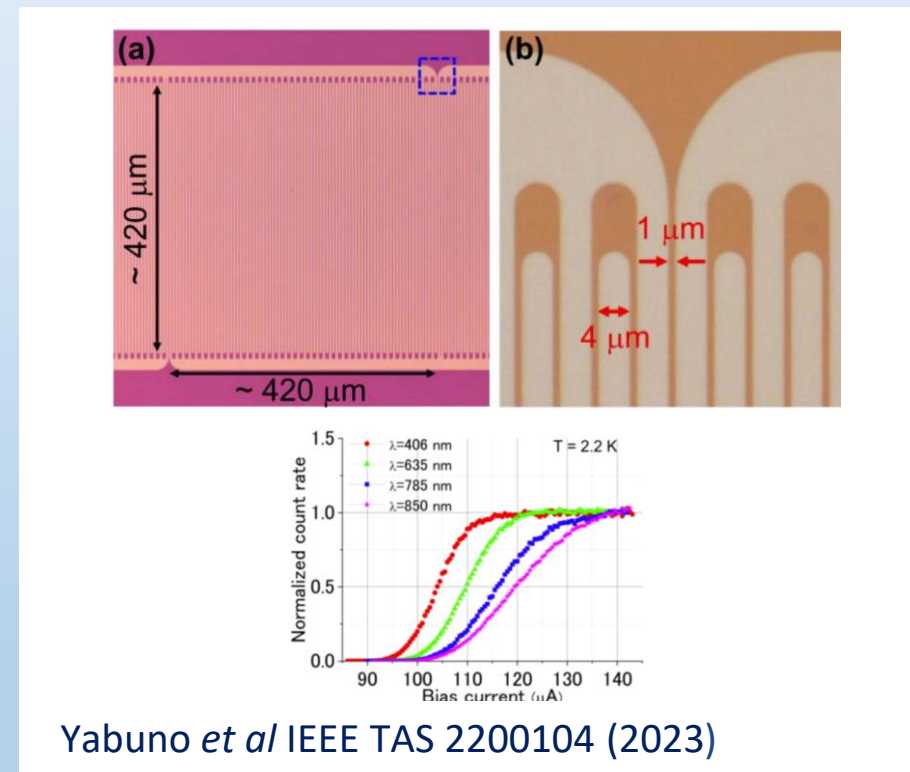 (a)
(b)
~ 420 μm
~ 420 μm
1 μm
4 μm
1.5
1.0
0.5
0.0
Normalized count rate
λ=406 nm
λ=635 nm
λ=785 nm
λ=850 nm
T = 2.2 K
90 100 110 120 130 140
Bias current (μA)
Yabuno et al IEEE TAS 2200104 (2023)